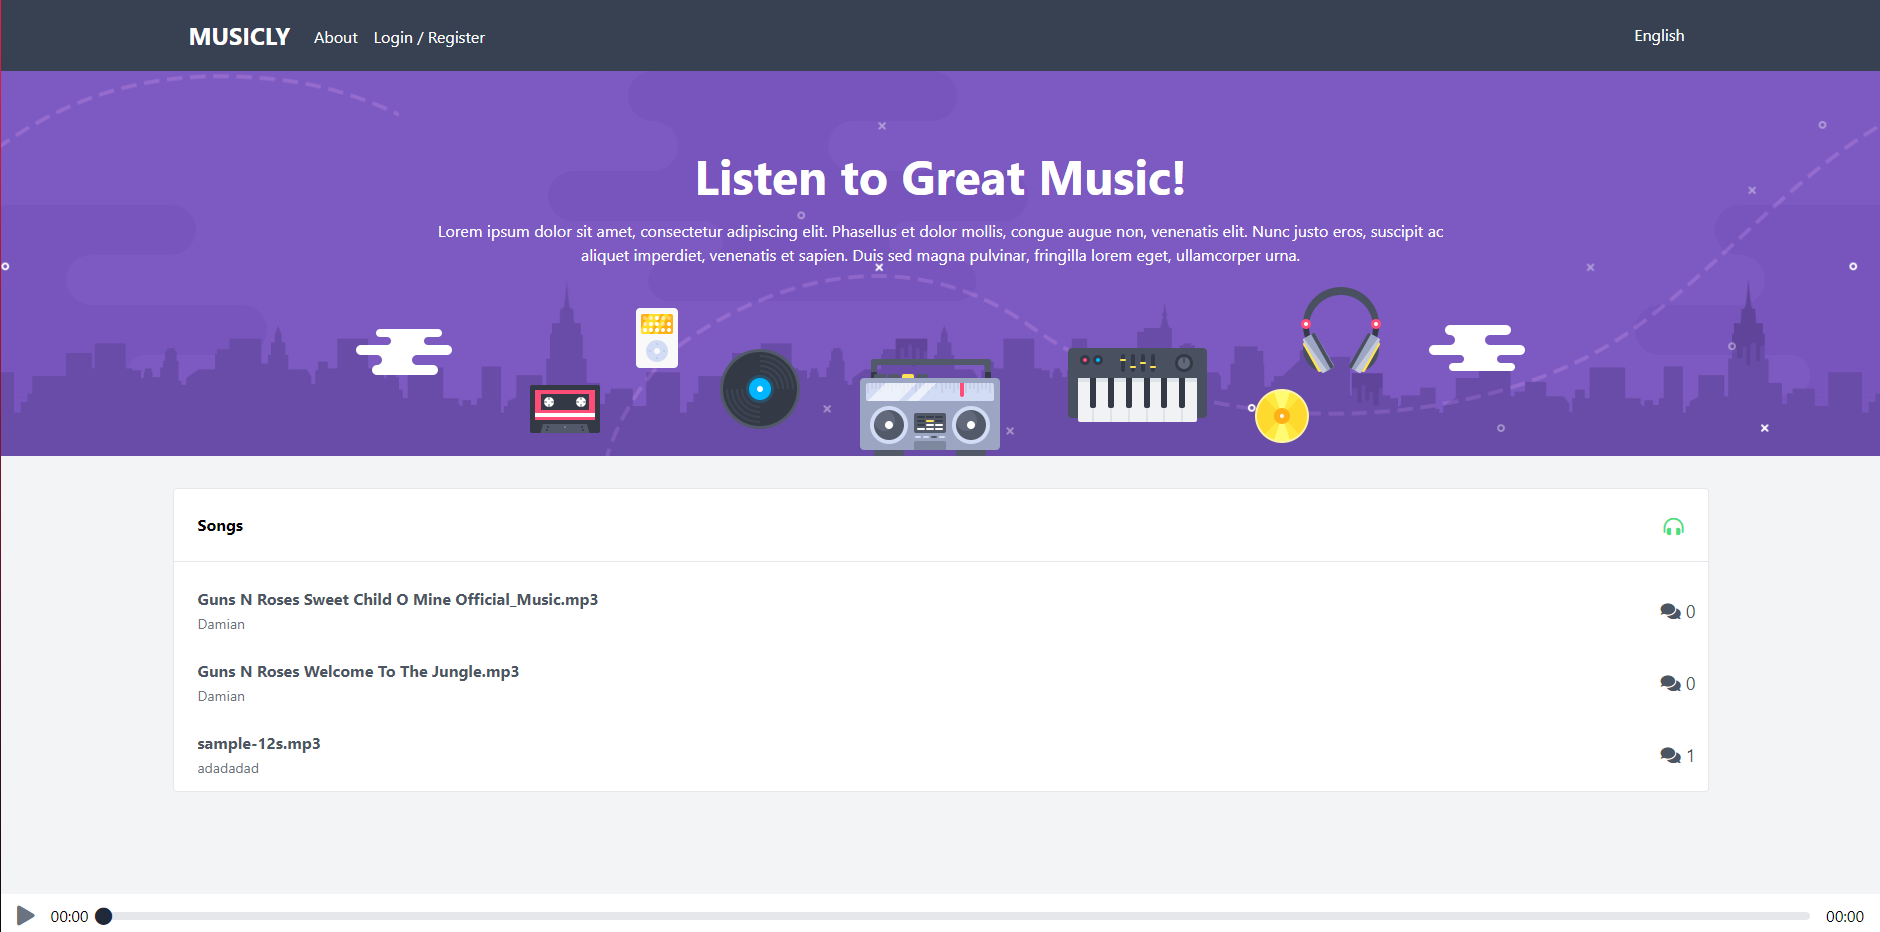 MUSICLY About Login / Register English
Listen to Great Music!
Lorem ipsum dolor sit amet, consectetur adipiscing elit. Phasellus et dolor mollis, congue augue non, venenatis elit. Nunc justo eros, suscipit ac
aliquet imperdiet, venenatis et sapien. Duis sed magna pulvinar, fringilla lorem eget, ullamcorper urna.
Songs
Guns N Roses Sweet Child O Mine Official_Music.mp3
Damian
0
Guns N Roses Welcome To The Jungle.mp3
Damian
0
sample-12s.mp3
adadadad
1
00:00 00:00